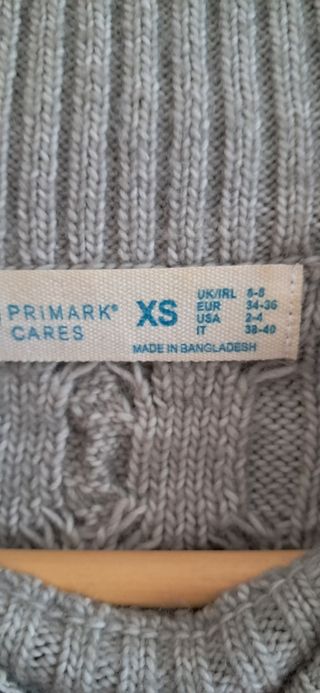 PRIMARK®
CARES
XS
UK/IRL 6-8
EUR 34-36
USA 2-4
IT 38-40
MADE IN BANGLADESH